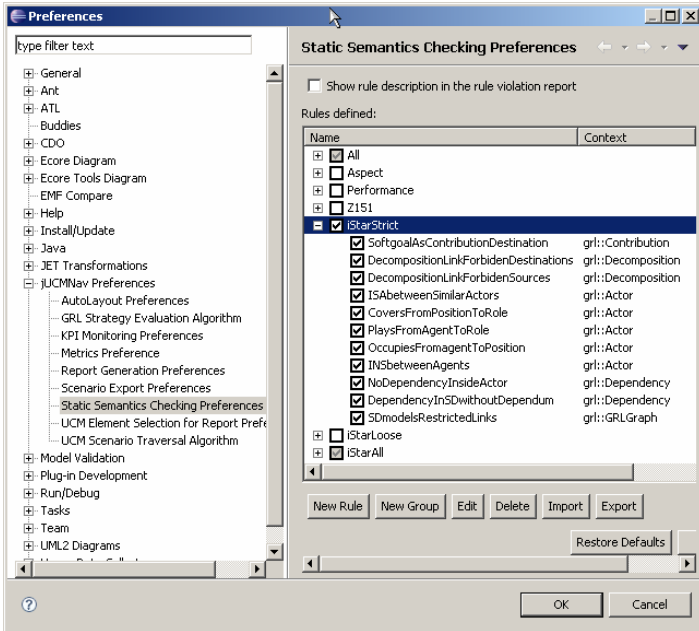 Preferences
type filter text
General
Ant
ATL
Buddies
CDO
Ecore Diagram
Ecore Tools Diagram
EMF Compare
Help
Install/Update
Java
JET Transformations
jUCMNav Preferences
AutoLayout Preferences
GRL Strategy Evaluation Algorithm
KPI Monitoring Preferences
Metrics Preference
Report Generation Preferences
Scenario Export Preferences
Static Semantics Checking Preferences
UCM Element Selection for Report Prefe
UCM Scenario Traversal Algorithm
Model Validation
Plug-in Development
Run/Debug
Tasks
Team
UML2 Diagrams
Static Semantics Checking Preferences
Show rule description in the rule violation report
Rules defined:
Name Context
All
Aspect
Performance
Z151
iStarStrict
SoftgoalAsContributionDestination grl::Contribution
DecompositionLinkForbidenDestinations grl::Decomposition
DecompositionLinkForbidenSources grl::Decomposition
ISAbetweenSimilarActors grl::Actor
CoversFromPositionToRole grl::Actor
PlaysFromAgentToRole grl::Actor
OccupiesFromagentToPosition grl::Actor
INSbetweenAgents grl::Actor
NoDependencyInsideActor grl::Dependency
DependencyInSDwithoutDependum grl::Dependency
SDmodelsRestrictedLinks grl::GRLGraph
iStarLoose
iStarAll
New Rule New Group Edit Delete Import Export
Restore Defaults
OK Cancel